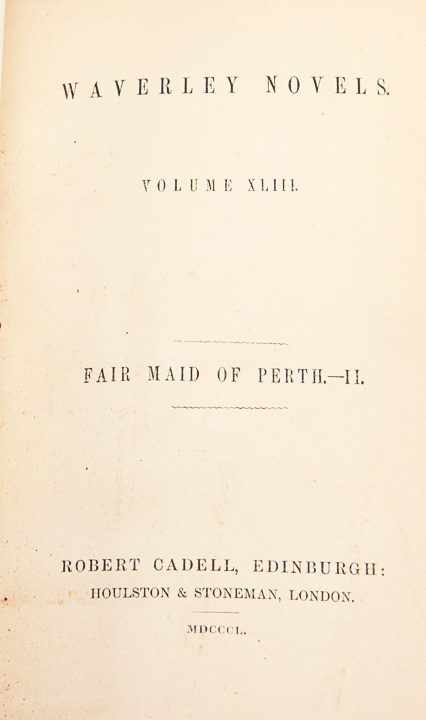 WAVERLEY NOVELS.
VOLUME XLIII.
FAIR MAID OF PERTH.—II.
ROBERT CADELL, EDINBURGH:
HOULSTON & STONEMAN, LONDON.
MDCCCL.